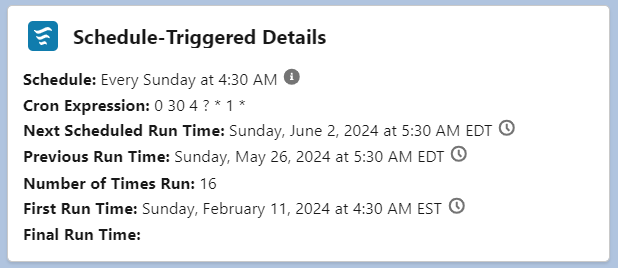 Schedule-Triggered Details
Schedule: Every Sunday at 4:30 AM
Cron Expression: 0 30 4 ? * 1 *
Next Scheduled Run Time: Sunday, June 2, 2024 at 5:30 AM EDT
Previous Run Time: Sunday, May 26, 2024 at 5:30 AM EDT
Number of Times Run: 16
First Run Time: Sunday, February 11, 2024 at 4:30 AM EST
Final Run Time: